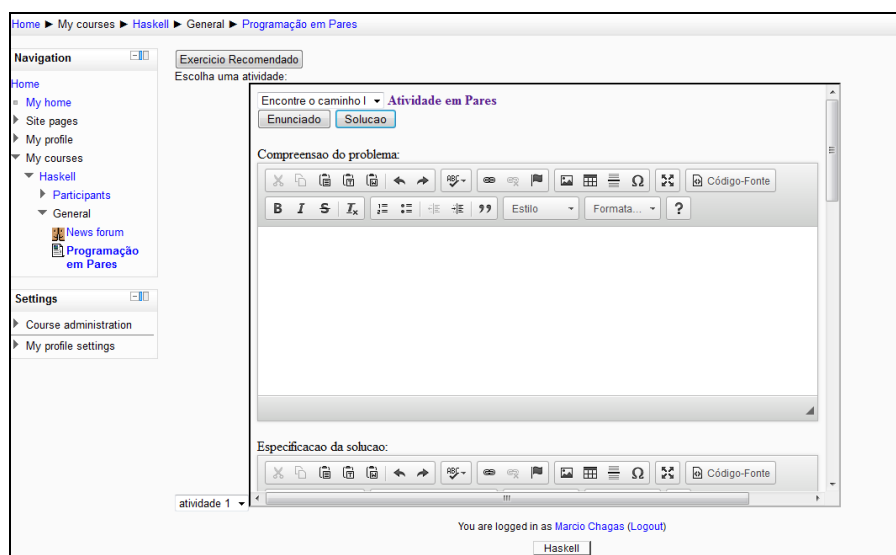 Home ► My courses ► Haskell ► General ► Programação em Pares
Navigation
Home
My home
Site pages
My profile
My courses
Haskell
Participants
General
News forum
Programação
em Pares
Settings
Course administration
My profile settings
Exercicio Recomendado
Escolha uma atividade:
Encontre o caminho Atividade em Pares
Enunciado Solucao
Compreensao do problema:
ABC Código-Fonte
B I S Ix Estilo Formata... ?
Especificacao da solucao:
ABC Código-Fonte
atividade 1
You are logged in as Marcio Chagas (Logout)
Haskell